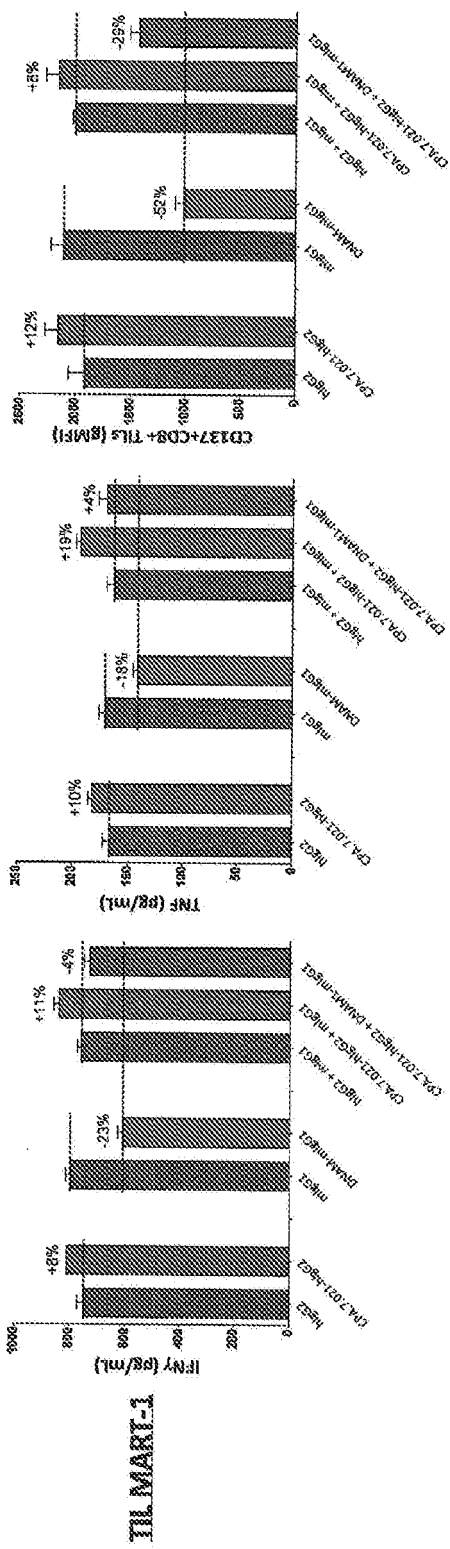 TIL MART-1
IFNγ (pg/mL)
1000
800
600
400
200
0
+8%
-23%
+11%
-4%
hIgG2
CPA.7.021-hIgG2
mIgG1
DNAM-mIgG1
hIgG2 + mIgG1
CPA.7.021-hIgG2 + mIgG1
CPA.7.021-hIgG2 + DNAM1-mIgG1
TNF (pg/mL)
250
200
150
100
50
0
+10%
-18%
+19%
+4%
hIgG2
CPA.7.021-hIgG2
mIgG1
DNAM-mIgG1
hIgG2 + mIgG1
CPA.7.021-hIgG2 + mIgG1
CPA.7.021-hIgG2 + DNAM1-mIgG1
CD137+CD8+ TILs (gMFI)
2500
2000
1500
1000
500
0
+12%
-52%
+8%
-29%
hIgG2
CPA.7.021-hIgG2
mIgG1
DNAM-mIgG1
hIgG2 + mIgG1
CPA.7.021-hIgG2 + mIgG1
CPA.7.021-hIgG2 + DNAM1-mIgG1